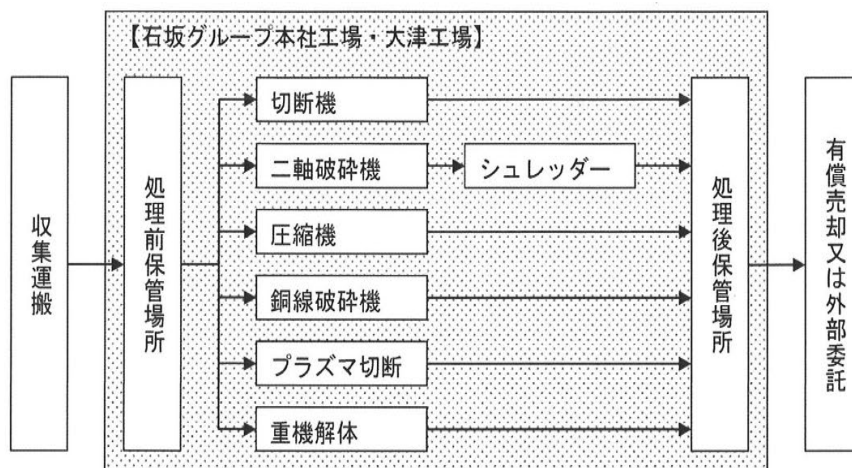 【石坂グループ本社工場・大津工場】
収集運搬
処理前保管場所
切断機
二軸破砕機
シュレッダー
圧縮機
銅線破砕機
プラズマ切断
重機解体
処理後保管場所
有償売却又は外部委託